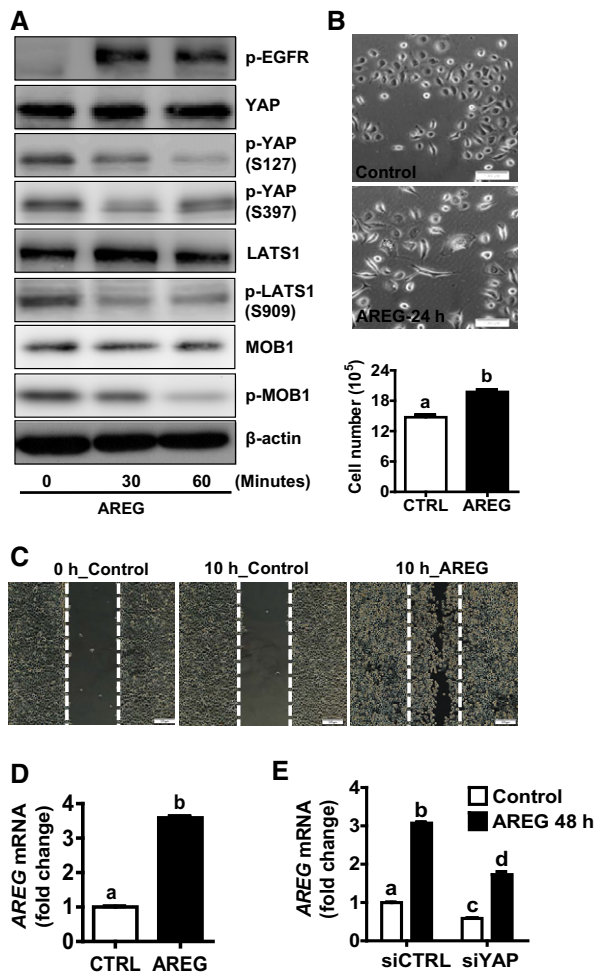 A
p-EGFR
YAP
p-YAP
(S127)
p-YAP
(S397)
LATS1
p-LATS1
(S909)
MOB1
p-MOB1
β-actin
0 30 60 (Minutes)
AREG
B
Control
AREG-24 h
Cell number (10⁵)
24
18
12
6
0
a
b
CTRL AREG
C
0 h_Control 10 h_Control 10 h_AREG
D
AREG mRNA
(fold change)
4
3
2
1
0
a
b
CTRL AREG
E
AREG mRNA
(fold change)
4
3
2
1
0
Control
AREG 48 h
a
b
c
d
siCTRL siYAP